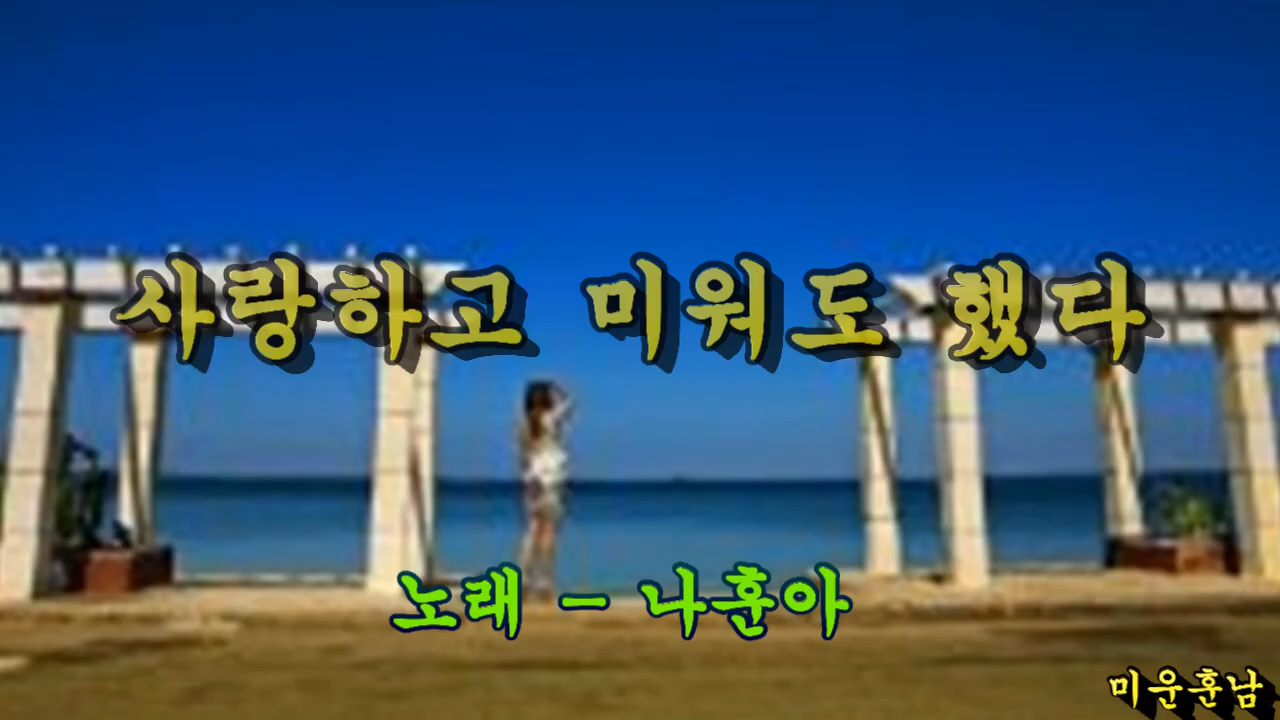 사랑하고 미워도 했다
노래 - 나훈아
미운훈남